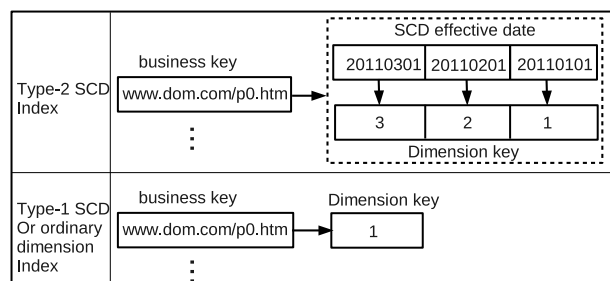 SCD effective date
business key
20110301 20110201 20110101
Type-2 SCD
Index
www.dom.com/p0.htm
3 2 1
Dimension key
Type-1 SCD
Or ordinary
dimension
Index
business key
Dimension key
www.dom.com/p0.htm
1